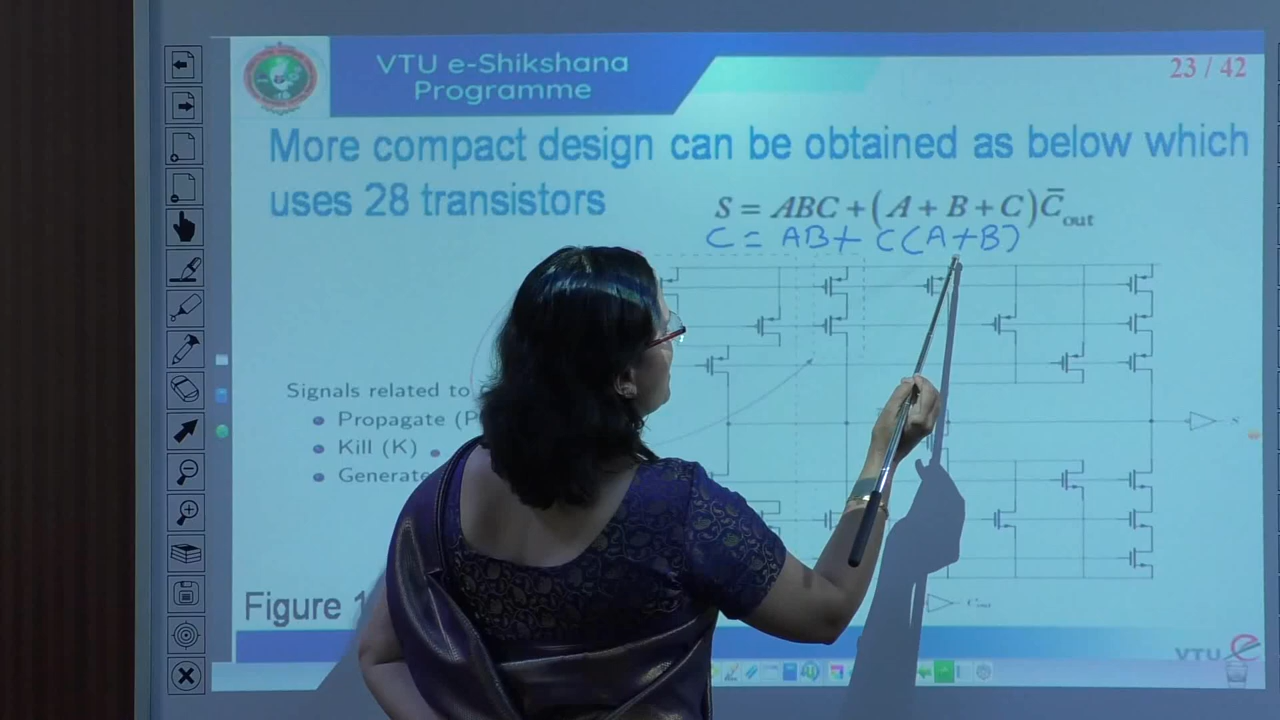 VTU e-Shikshana
Programme
23 / 42
More compact design can be obtained as below which
uses 28 transistors
S = ABC + (A + B + C)C̅out
C = AB + C(A+B)
Signals related to
Propagate (P
Kill (K)
Generate
S
Cout
Figure 1
VTU e